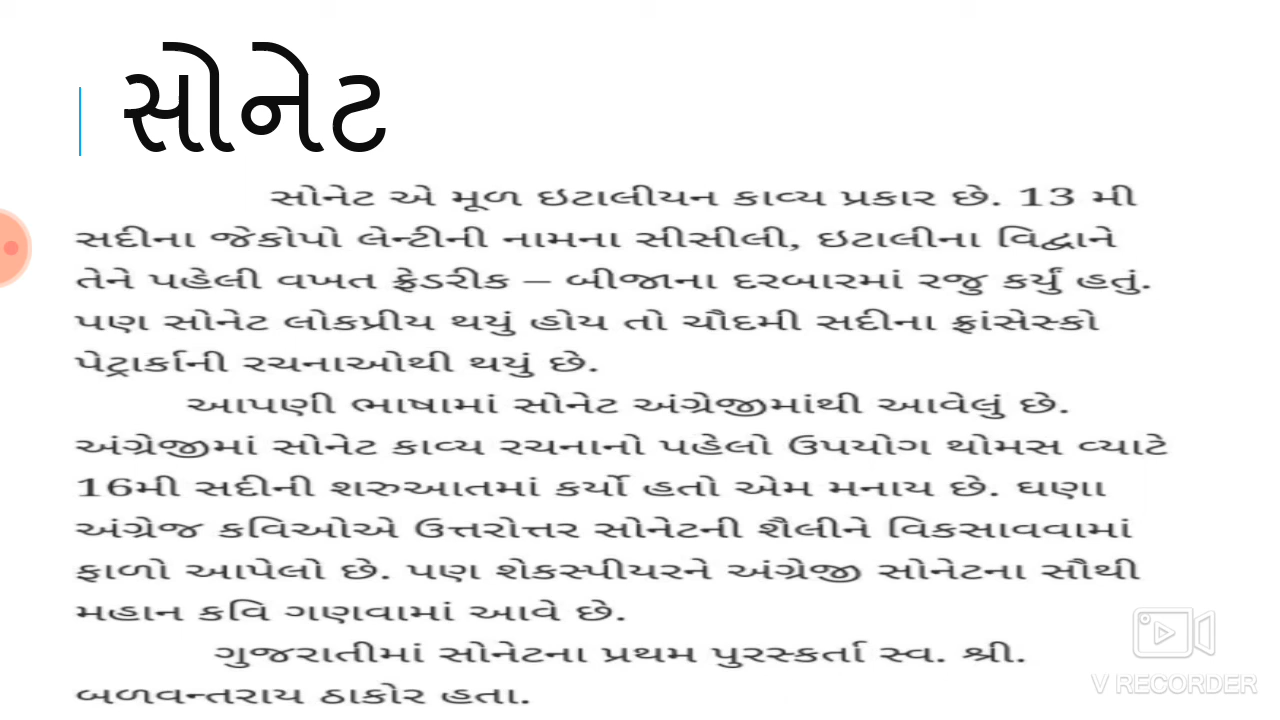 સોનેટ
સોનેટ એ મૂળ ઇટાલીયન કાવ્ય પ્રકાર છે. 13 મી
સદીના જેકોપો લેન્ટીની નામના સીસીલી, ઇટાલીના વિદ્વાને
તેને પહેલી વખત ફ્રેડરીક – બીજાના દરબારમાં રજુ કર્યું હતું.
પણ સોનેટ લોકપ્રીય થયું હોય તો ચૌદમી સદીના ફ્રાંસેસ્કો
પેટ્રાર્કાની રચનાઓથી થયું છે.
આપણી ભાષામાં સોનેટ અંગ્રેજીમાંથી આવેલું છે.
અંગ્રેજીમાં સોનેટ કાવ્ય રચનાનો પહેલો ઉપયોગ થોમસ વ્યાટે
16મી સદીની શરુઆતમાં કર્યો હતો એમ મનાય છે. ઘણા
અંગ્રેજ કવિઓએ ઉત્તરોત્તર સોનેટની શૈલીને વિકસાવવામાં
ફાળો આપેલો છે. પણ શેકસ્પીયરને અંગ્રેજી સોનેટના સૌથી
મહાન કવિ ગણવામાં આવે છે.
ગુજરાતીમાં સોનેટના પ્રથમ પુરસ્કર્તા સ્વ. શ્રી.
બળવન્તરાય ઠાકોર હતા.
V RECORDER